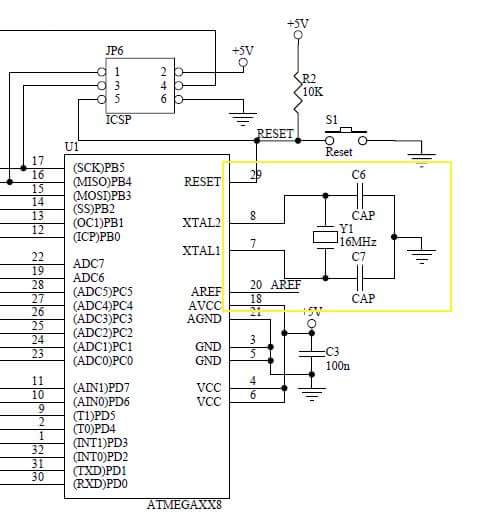 +5V
JP6
+5V
1 2
3 4
5 6
R2
10K
ICSP
S1
RESET
Reset
U1
17 (SCK)PB5
16 (MISO)PB4 RESET 29
15 (MOSI)PB3
14 (SS)PB2
13 (OC1)PB1 XTAL2 8
12 (ICP)PB0
C6
CAP
Y1
16MHz
XTAL1 7
C7
CAP
22 ADC7
19 ADC6
28 (ADC5)PC5 AREF 20 AREF
27 (ADC4)PC4 AVCC 18
26 (ADC3)PC3 AGND 21
+5V
25 (ADC2)PC2
24 (ADC1)PC1 GND 3
23 (ADC0)PC0 GND 5
C3
100n
11 (AIN1)PD7 VCC 4
10 (AIN0)PD6 VCC 6
9 (T1)PD5
2 (T0)PD4
1 (INT1)PD3
32 (INT0)PD2
31 (TXD)PD1
30 (RXD)PD0
ATMEGAXX8